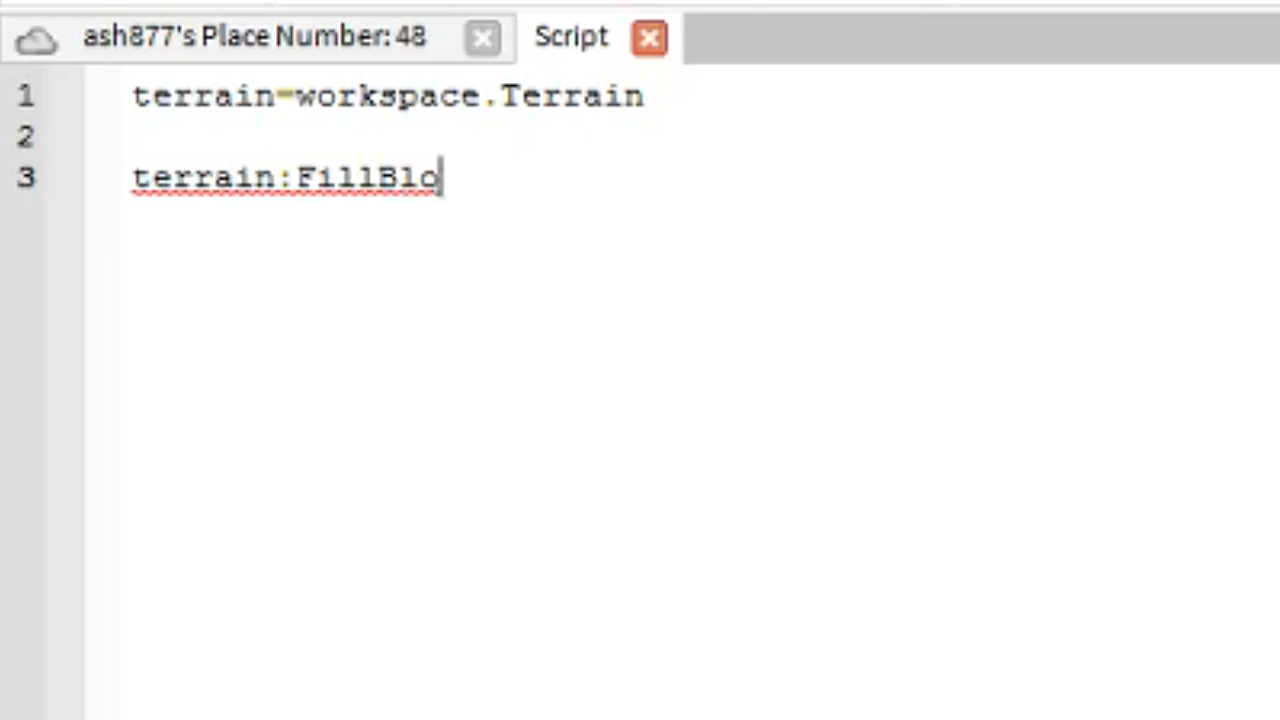 ash877's Place Number: 48
Script
1 terrain=workspace.Terrain
2
3 terrain:FillBlo